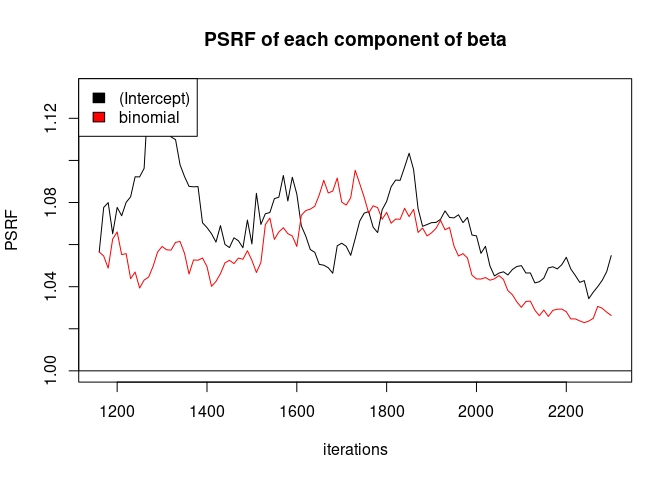 PSRF of each component of beta
(Intercept)
binomial
PSRF
1.12
1.08
1.04
1.00
1200 1400 1600 1800 2000 2200
iterations